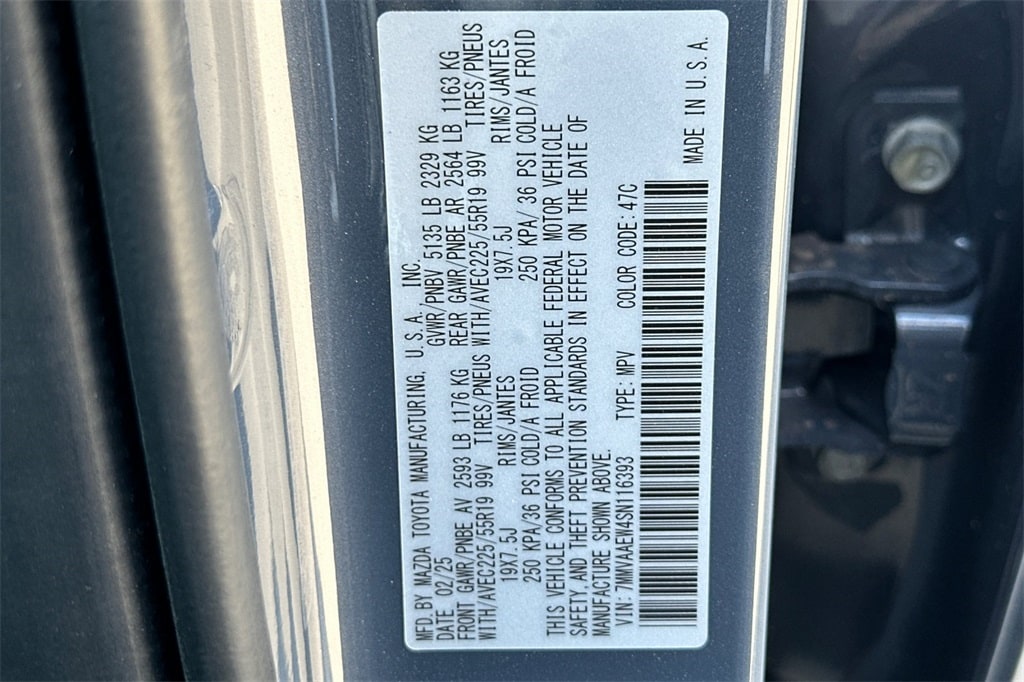 MFD. BY MAZDA TOYOTA MANUFACTURING, U.S.A. INC.
DATE 02/25 GVWR/PNBV 5135 LB 2329 KG
FRONT GAWR/PNBE AV 2593 LB 1176 KG REAR GAWR/PNBE AR 2564 LB 1163 KG
WITH/AVEC225/55R19 99V TIRES/PNEUS WITH/AVEC225/55R19 99V TIRES/PNEUS
19X7.5J RIMS/JANTES 19X7.5J RIMS/JANTES
250 KPA/36 PSI COLD/A FROID 250 KPA/ 36 PSI COLD/A FROID
THIS VEHICLE CONFORMS TO ALL APPLICABLE FEDERAL MOTOR VEHICLE
SAFETY AND THEFT PREVENTION STANDARDS IN EFFECT ON THE DATE OF
MANUFACTURE SHOWN ABOVE.
VIN: 7MMVAAEW4SN116393 TYPE: MPV COLOR CODE: 47C
MADE IN U.S.A.